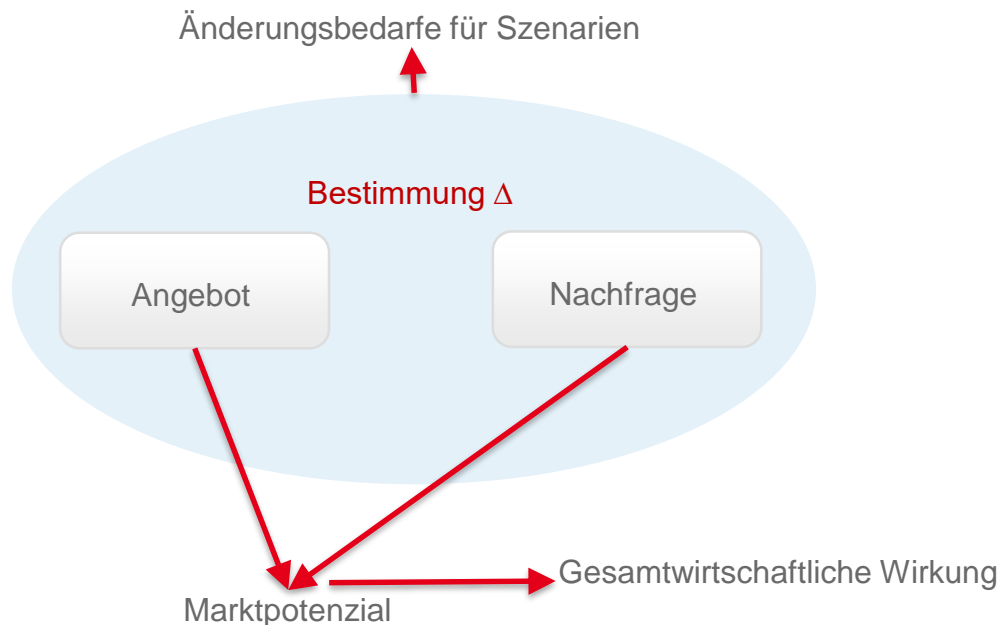 Änderungsbedarfe für Szenarien
Bestimmung Δ
Angebot
Nachfrage
Gesamtwirtschaftliche Wirkung
Marktpotenzial